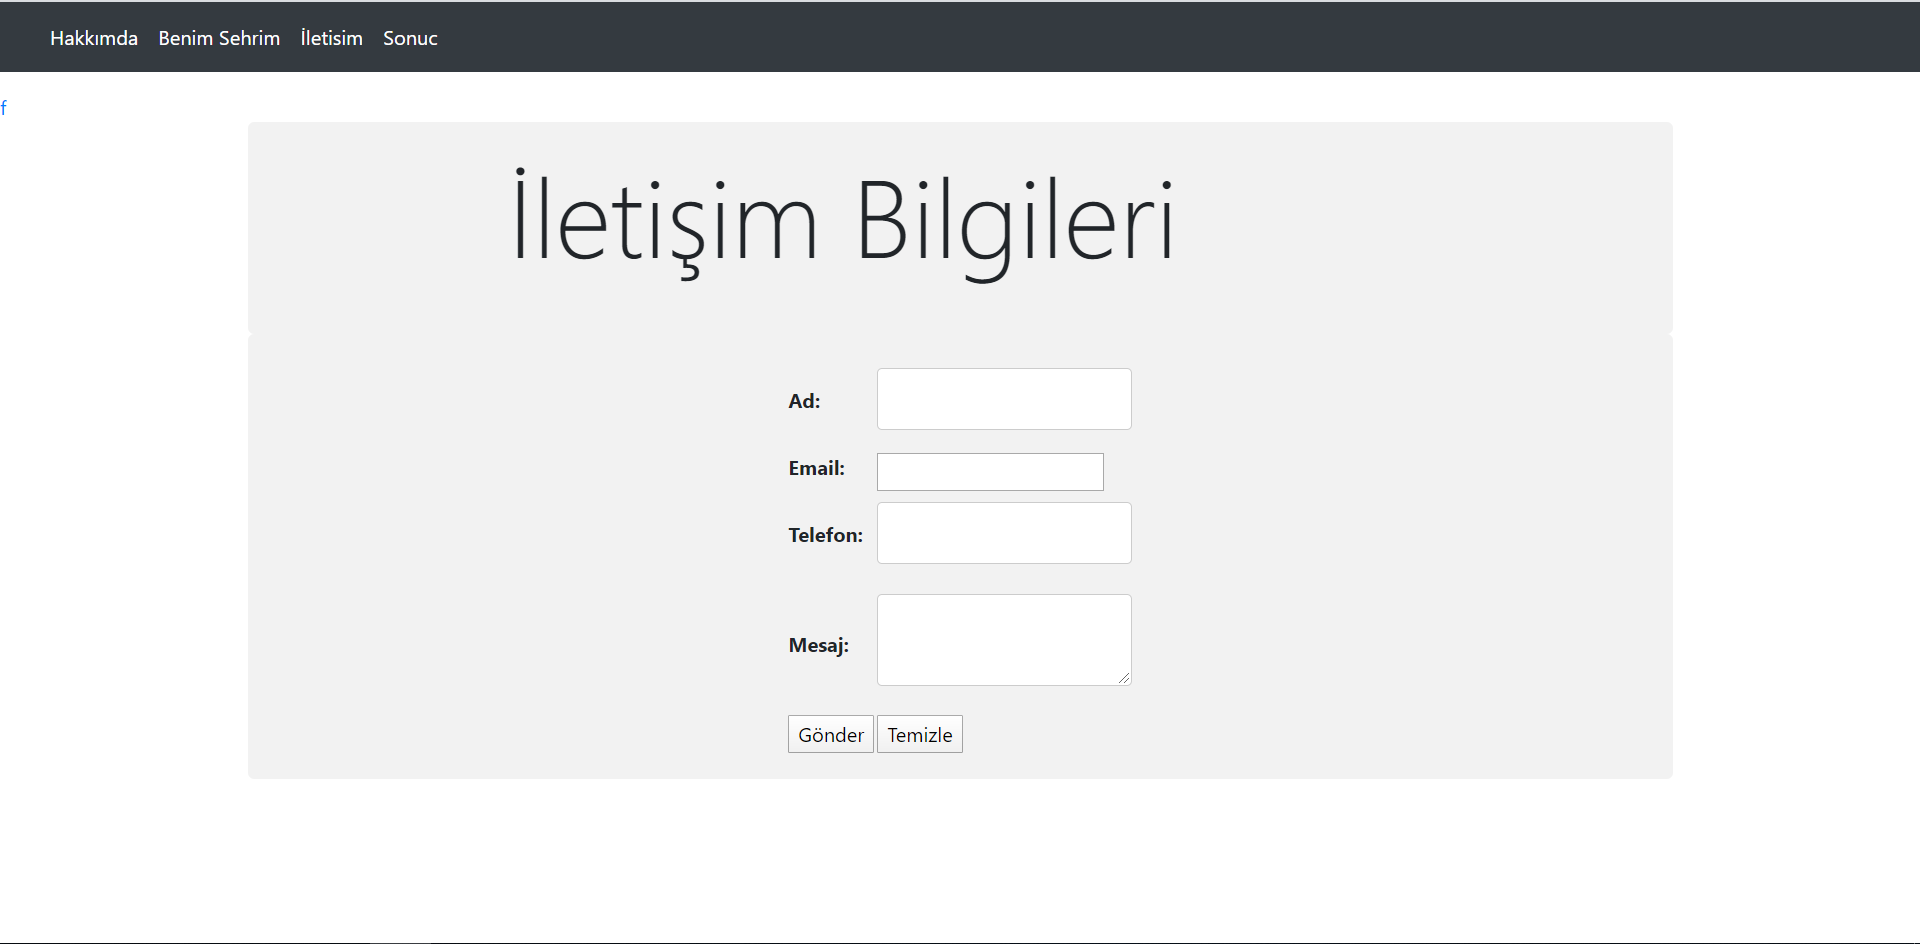 Hakkımda Benim Sehrim İletisim Sonuc
f
İletişim Bilgileri
Ad:
Email:
Telefon:
Mesaj:
Gönder Temizle